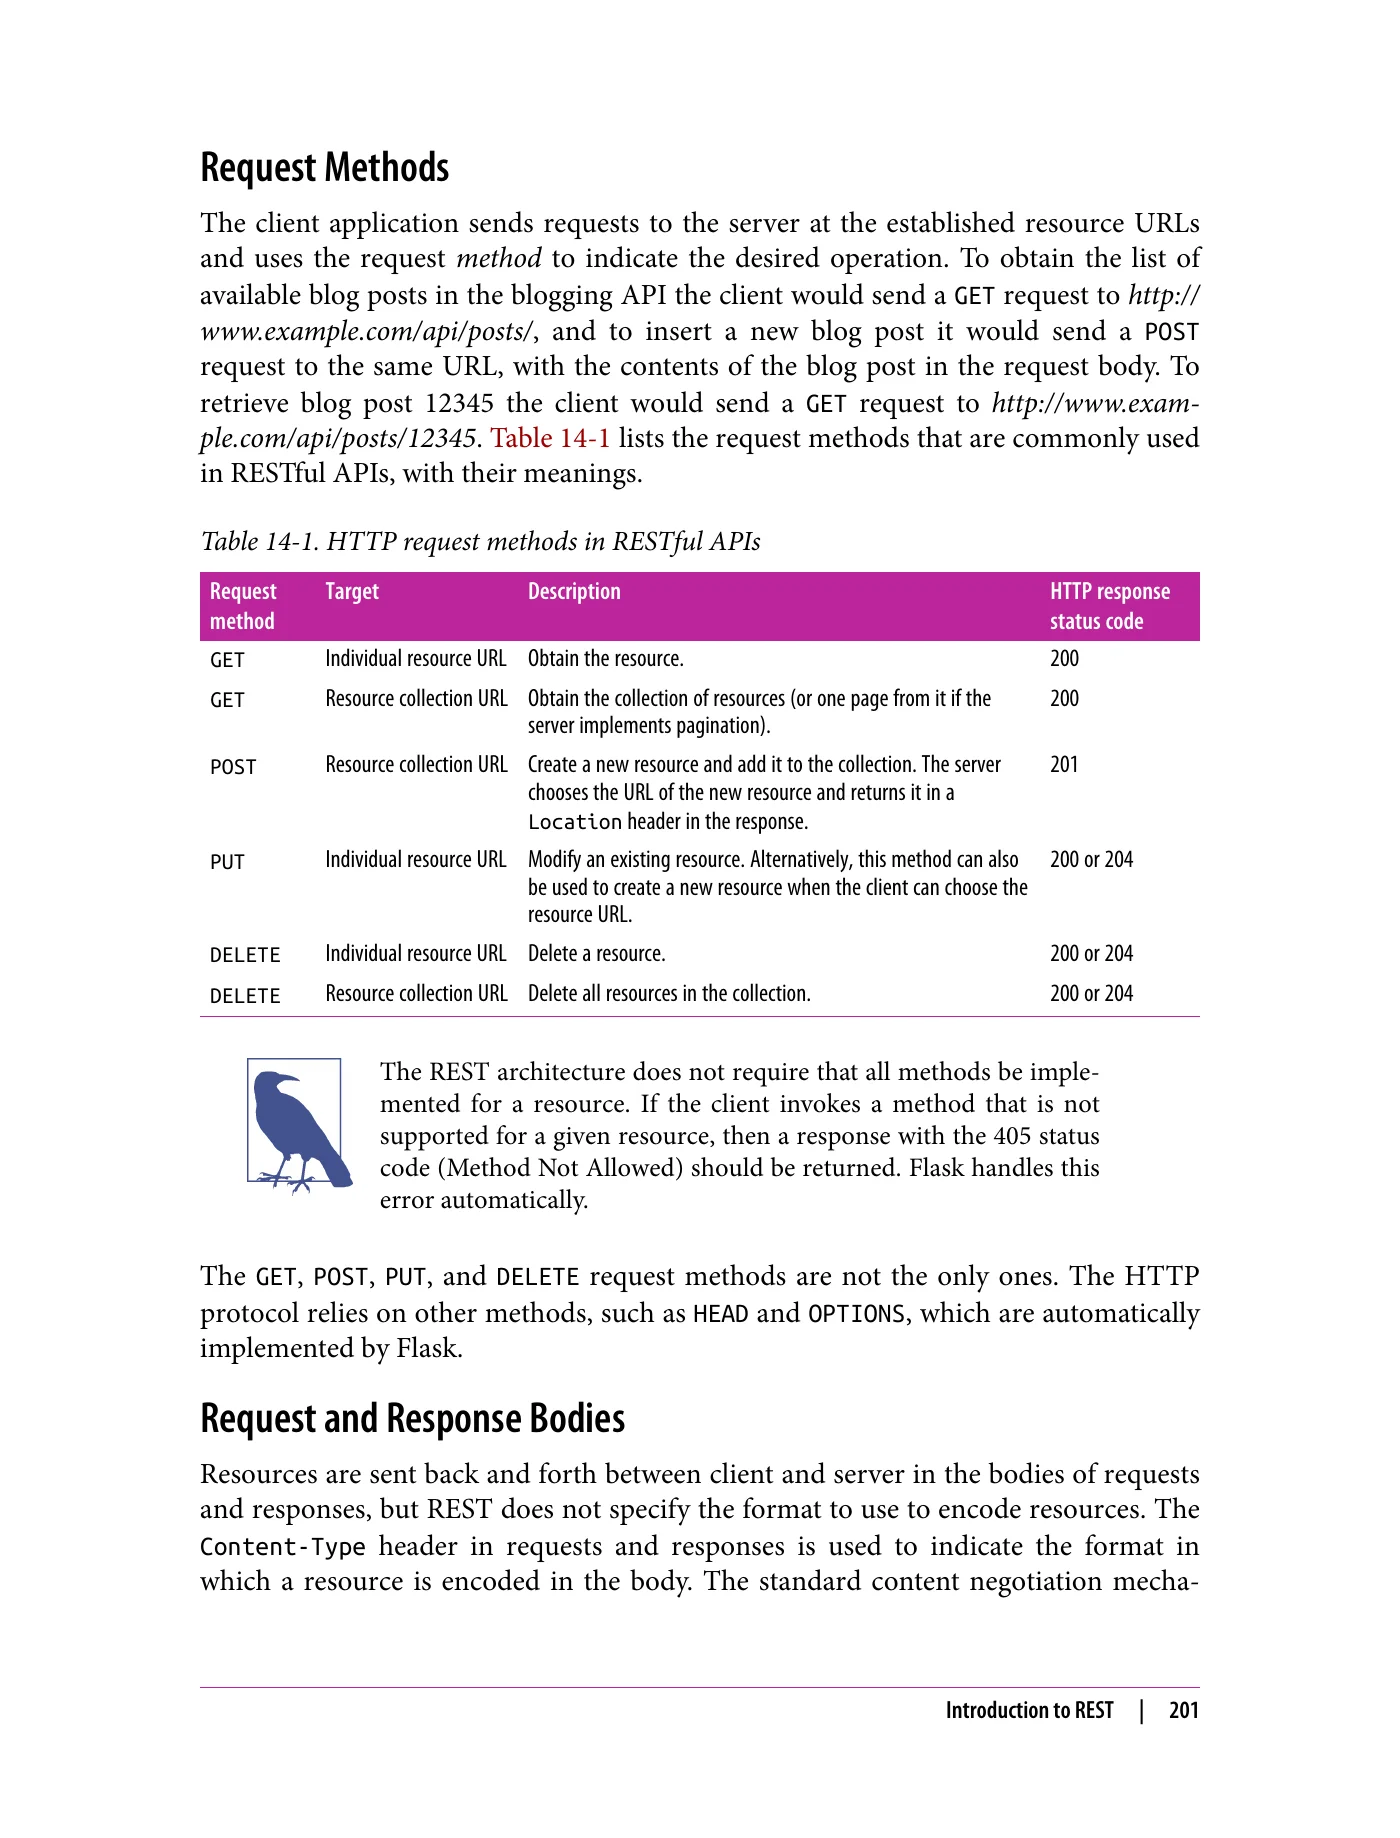 Request Methods
The client application sends requests to the server at the established resource URLs
and uses the request method to indicate the desired operation. To obtain the list of
available blog posts in the blogging API the client would send a GET request to http://
www.example.com/api/posts/, and to insert a new blog post it would send a POST
request to the same URL, with the contents of the blog post in the request body. To
retrieve blog post 12345 the client would send a GET request to http://www.exam-
ple.com/api/posts/12345. Table 14-1 lists the request methods that are commonly used
in RESTful APIs, with their meanings.
Table 14-1. HTTP request methods in RESTful APIs
Request method Target Description HTTP response status code
GET Individual resource URL Obtain the resource. 200
GET Resource collection URL Obtain the collection of resources (or one page from it if the 200
server implements pagination).
POST Resource collection URL Create a new resource and add it to the collection. The server 201
chooses the URL of the new resource and returns it in a
Location header in the response.
PUT Individual resource URL Modify an existing resource. Alternatively, this method can also 200 or 204
be used to create a new resource when the client can choose the
resource URL.
DELETE Individual resource URL Delete a resource. 200 or 204
DELETE Resource collection URL Delete all resources in the collection. 200 or 204
The REST architecture does not require that all methods be imple-
mented for a resource. If the client invokes a method that is not
supported for a given resource, then a response with the 405 status
code (Method Not Allowed) should be returned. Flask handles this
error automatically.
The GET, POST, PUT, and DELETE request methods are not the only ones. The HTTP
protocol relies on other methods, such as HEAD and OPTIONS, which are automatically
implemented by Flask.
Request and Response Bodies
Resources are sent back and forth between client and server in the bodies of requests
and responses, but REST does not specify the format to use to encode resources. The
Content-Type header in requests and responses is used to indicate the format in
which a resource is encoded in the body. The standard content negotiation mecha-
Introduction to REST | 201